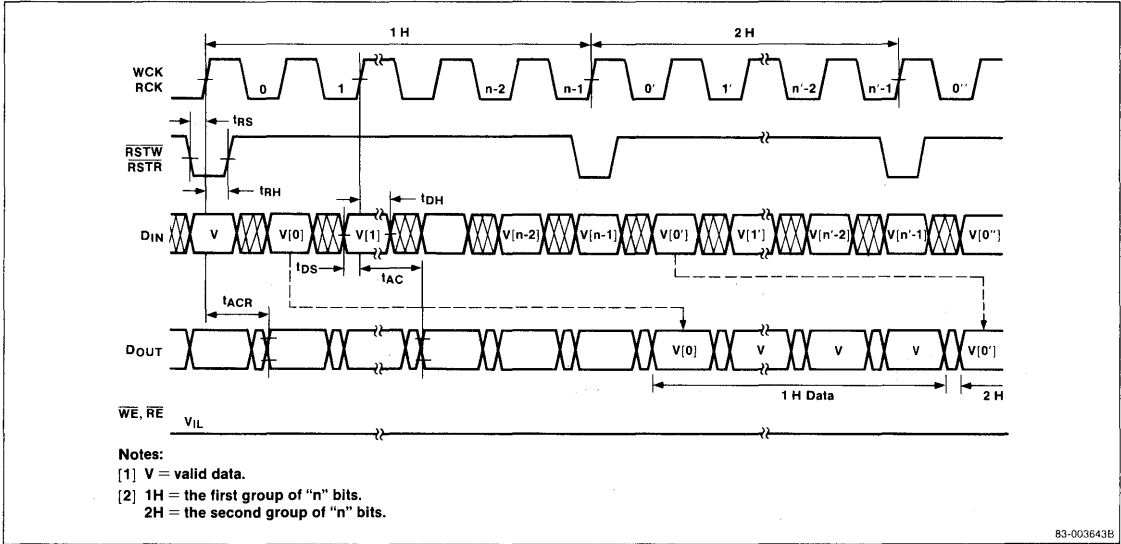 1 H
2 H
WCK
RCK
0
1
n-2
n-1
0'
1'
n'-2
n'-1
0''
tRS
RSTW
RSTR
tRH
tDH
DIN
V
V[0]
V[1]
V[n-2]
V[n-1]
V[0'}
V[1']
V[n'-2]
V[n'-1]
V[0'']
tDS
tAC
tACR
DOUT
V[0]
V
V
V
V[0']
1 H Data
2 H
WE, RE
VIL
Notes:
[1] V = valid data.
[2] 1H = the first group of "n" bits.
2H = the second group of "n" bits.
83-003643B